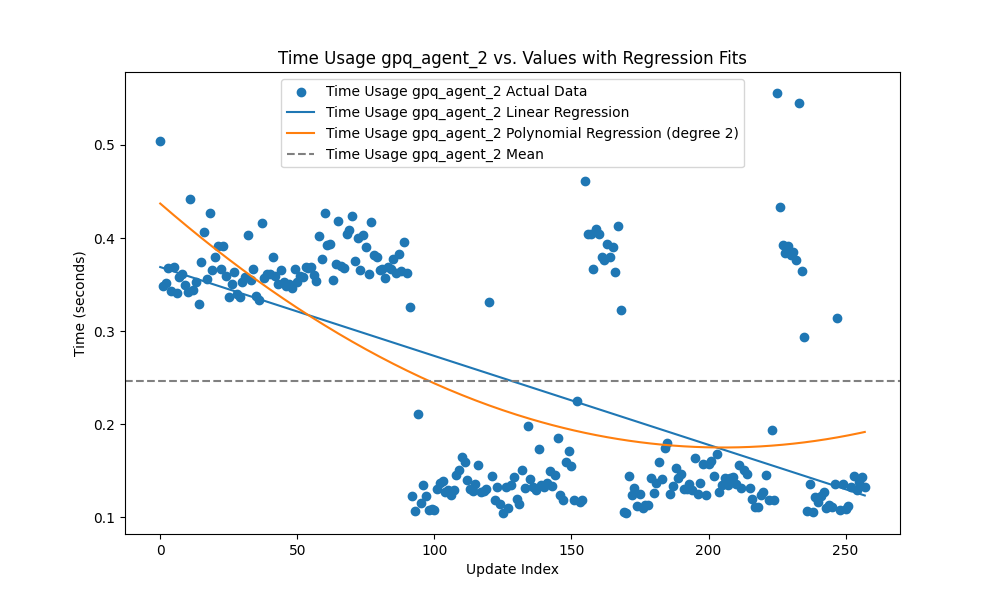 Time Usage gpq_agent_2 vs. Values with Regression Fits
Time Usage gpq_agent_2 Actual Data
Time Usage gpq_agent_2 Linear Regression
Time Usage gpq_agent_2 Polynomial Regression (degree 2)
Time Usage gpq_agent_2 Mean
Time (seconds)
0.5
0.4
0.3
0.2
0.1
0 50 100 150 200 250
Update Index